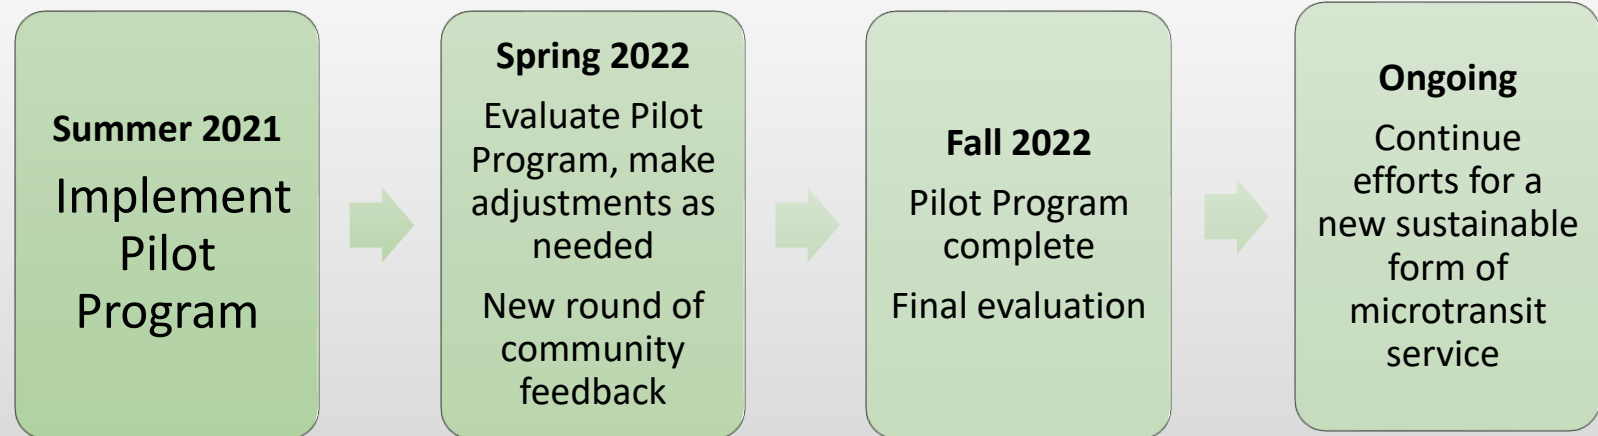 Summer 2021
Implement
Pilot
Program
Spring 2022
Evaluate Pilot
Program, make
adjustments as
needed
New round of
community
feedback
Fall 2022
Pilot Program
complete
Final evaluation
Ongoing
Continue
efforts for a
new sustainable
form of
microtransit
service